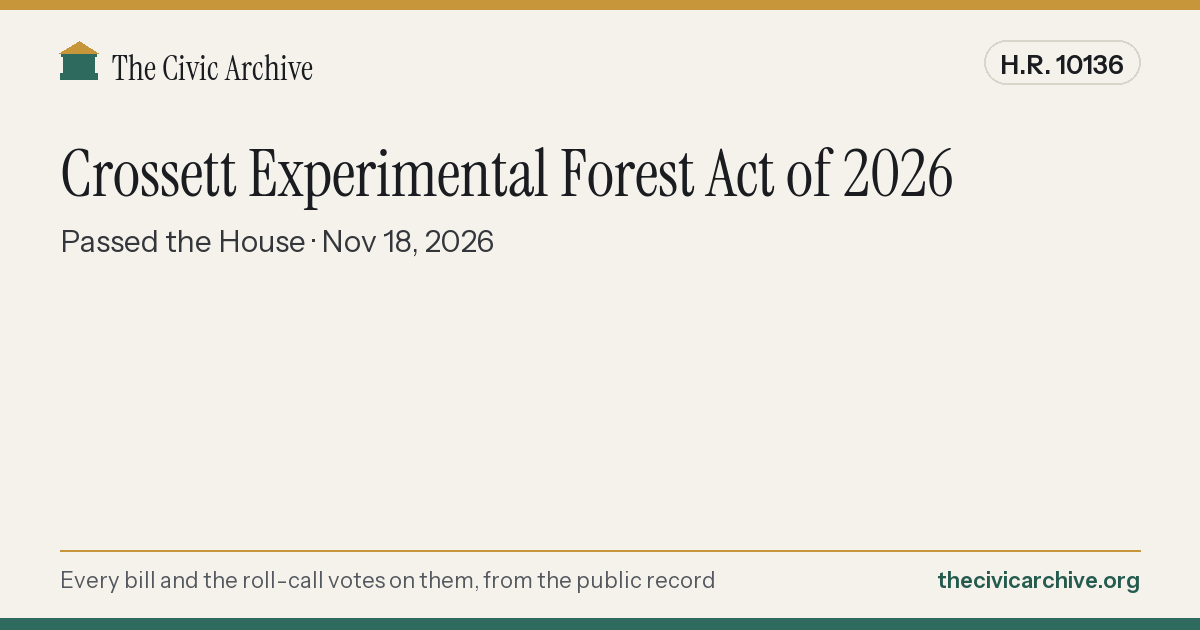 The Civic Archive
H.R. 10136
Crossett Experimental Forest Act of 2026
Passed the House · Nov 18, 2026
Every bill and the roll-call votes on them, from the public record
thecivicarchive.org